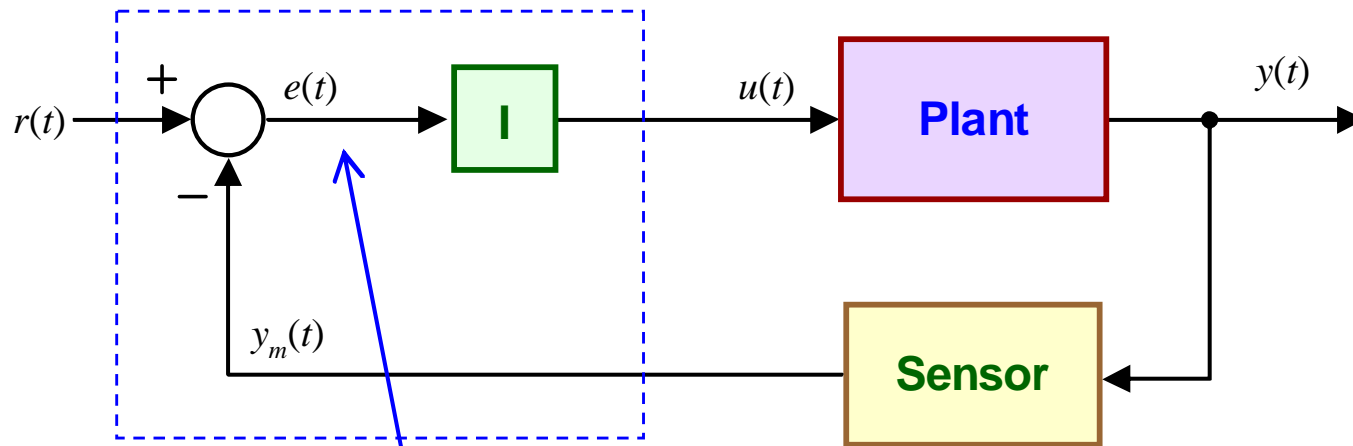 +
e(t)
I
u(t)
Plant
y(t)
r(t)
−
y_m(t)
Sensor